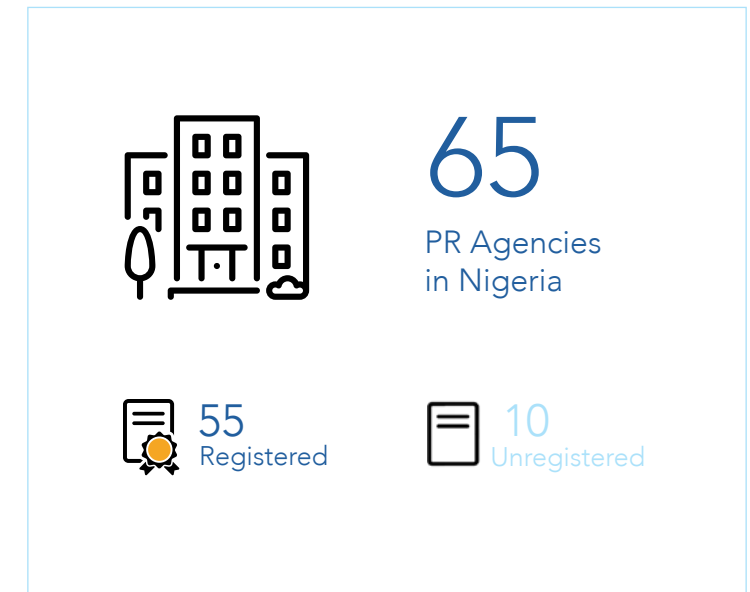 65
PR Agencies
in Nigeria
55
Registered
10
Unregistered